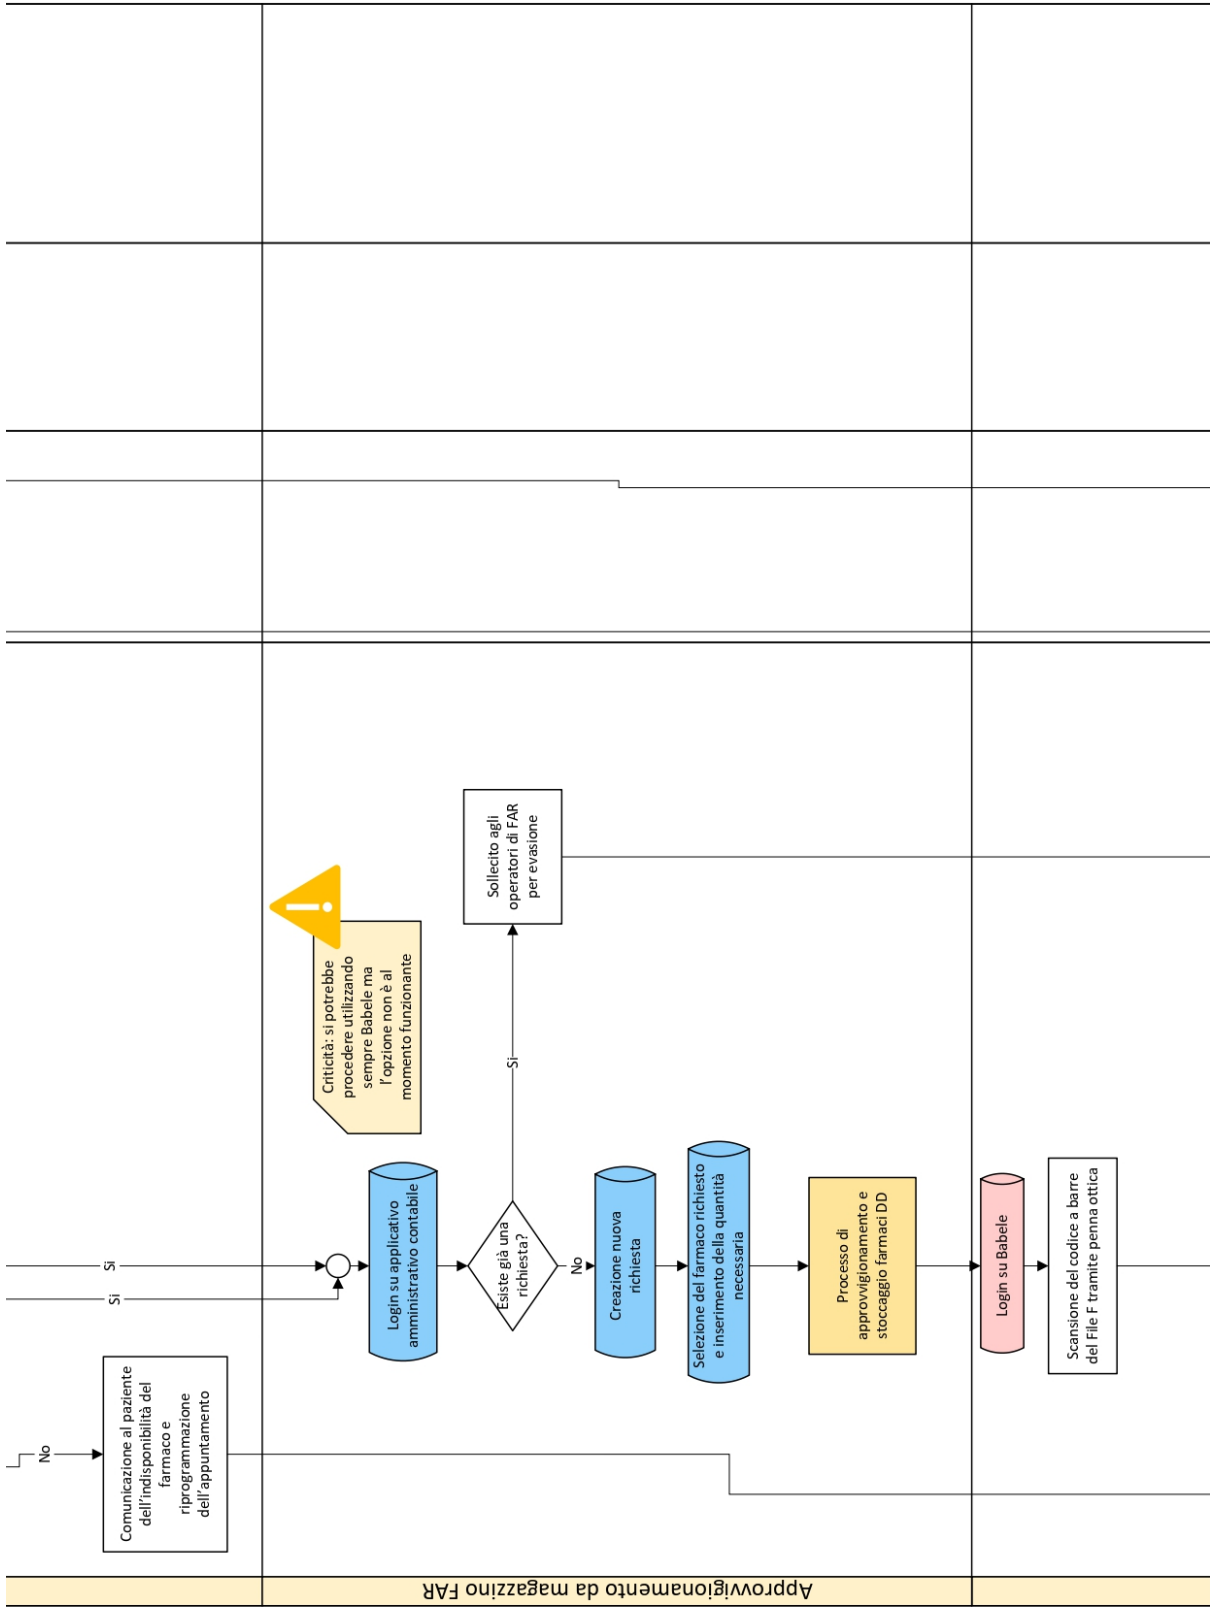 Si
Si
No
Comunicazione al paziente
dell'indisponibilità del
farmaco e
riprogrammazione
dell'appuntamento
Criticità: si potrebbe
procedere utilizzando
sempre Babele ma
l'opzione non è al
momento funzionante
Login su applicativo
amministrativo contabile
Esiste già una
richiesta?
Si
Sollecito agli
operatori di FAR
per evasione
No
Creazione nuova
richiesta
Selezione del farmaco richiesto
e inserimento della quantità
necessaria
Processo di
approvvigionamento e
stoccaggio farmaci DD
Login su Babele
Scansione del codice a barre
del File F tramite penna ottica
Approvvigionamento da magazzino FAR